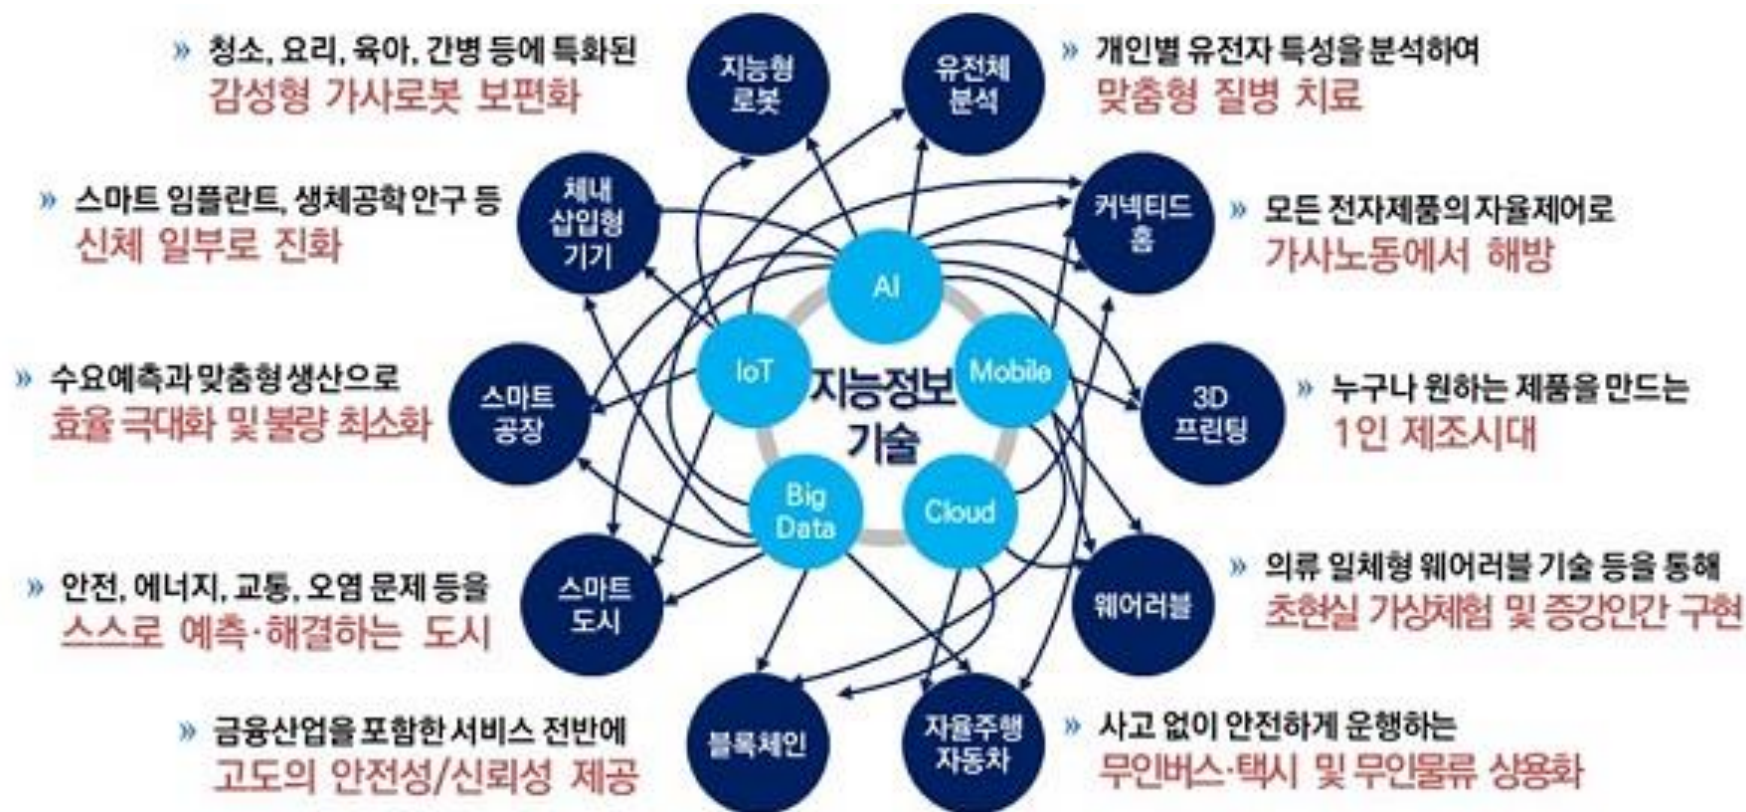 청소, 요리, 육아, 간병 등에 특화된
감성형 가사로봇 보편화
지능형
로봇
유전체
분석
개인별 유전자 특성을 분석하여
맞춤형 질병 치료
스마트 임플란트, 생체공학 안구 등
신체 일부로 진화
체내
삽입형
기기
커넥티드
홈
모든 전자제품의 자율제어로
가사노동에서 해방
AI
IoT
Mobile
지능정보
기술
Big
Data
Cloud
수요예측과 맞춤형 생산으로
효율 극대화 및 불량 최소화
스마트
공장
3D
프린팅
누구나 원하는 제품을 만드는
1인 제조시대
안전, 에너지, 교통, 오염 문제 등을
스스로 예측·해결하는 도시
스마트
도시
웨어러블
의류 일체형 웨어러블 기술 등을 통해
초현실 가상체험 및 증강인간 구현
금융산업을 포함한 서비스 전반에
고도의 안전성/신뢰성 제공
블록체인
자율주행
자동차
사고 없이 안전하게 운행하는
무인버스·택시 및 무인물류 상용화